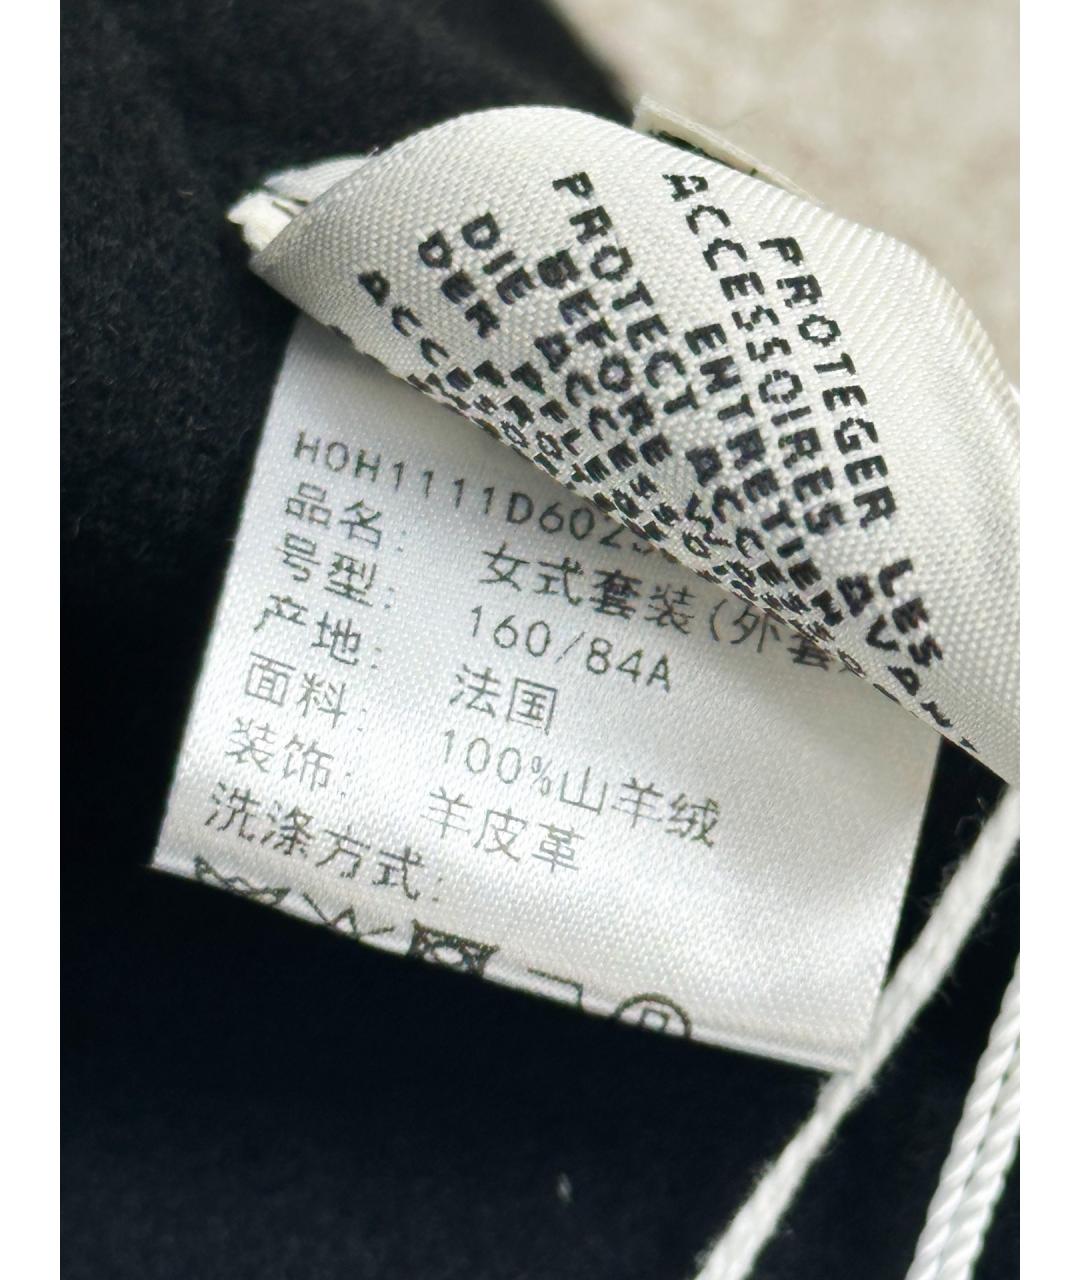 PROTEGER LES
ACCESSOIRES
ENTRETIEN
PROTECT
BEFORE
DIE
DER
H0H1111D602
品名: 女式套装(外套)
号型: 160/84A
产地: 法国
面料: 100%山羊绒
装饰: 羊皮革
洗涤方式: